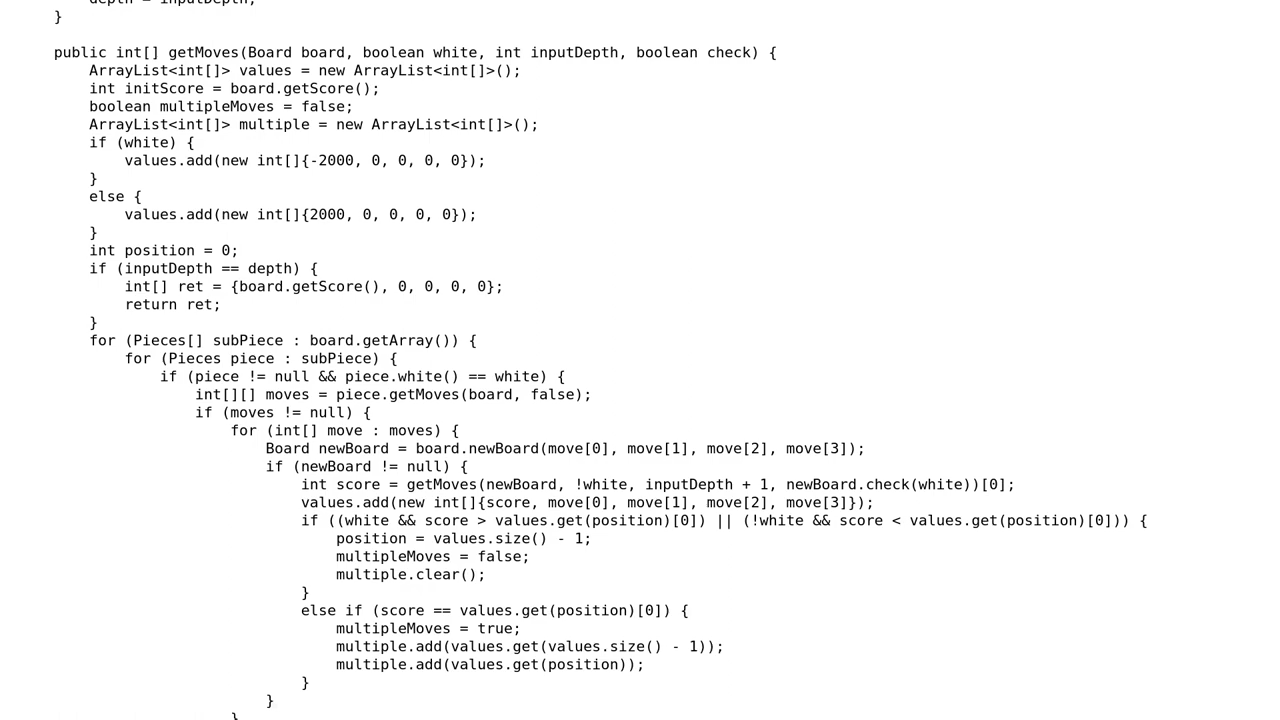 depth = inputDepth;
}
public int[] getMoves(Board board, boolean white, int inputDepth, boolean check) {
ArrayList<int[]> values = new ArrayList<int[]>();
int initScore = board.getScore();
boolean multipleMoves = false;
ArrayList<int[]> multiple = new ArrayList<int[]>();
if (white) {
values.add(new int[]{-2000, 0, 0, 0, 0});
}
else {
values.add(new int[]{2000, 0, 0, 0, 0});
}
int position = 0;
if (inputDepth == depth) {
int[] ret = {board.getScore(), 0, 0, 0, 0};
return ret;
}
for (Pieces[] subPiece : board.getArray()) {
for (Pieces piece : subPiece) {
if (piece != null && piece.white() == white) {
int[][] moves = piece.getMoves(board, false);
if (moves != null) {
for (int[] move : moves) {
Board newBoard = board.newBoard(move[0], move[1], move[2], move[3]);
if (newBoard != null) {
int score = getMoves(newBoard, !white, inputDepth + 1, newBoard.check(white))[0];
values.add(new int[]{score, move[0], move[1], move[2], move[3]});
if ((white && score > values.get(position)[0]) || (!white && score < values.get(position)[0])) {
position = values.size() - 1;
multipleMoves = false;
multiple.clear();
}
else if (score == values.get(position)[0]) {
multipleMoves = true;
multiple.add(values.get(values.size() - 1));
multiple.add(values.get(position));
}
}
}